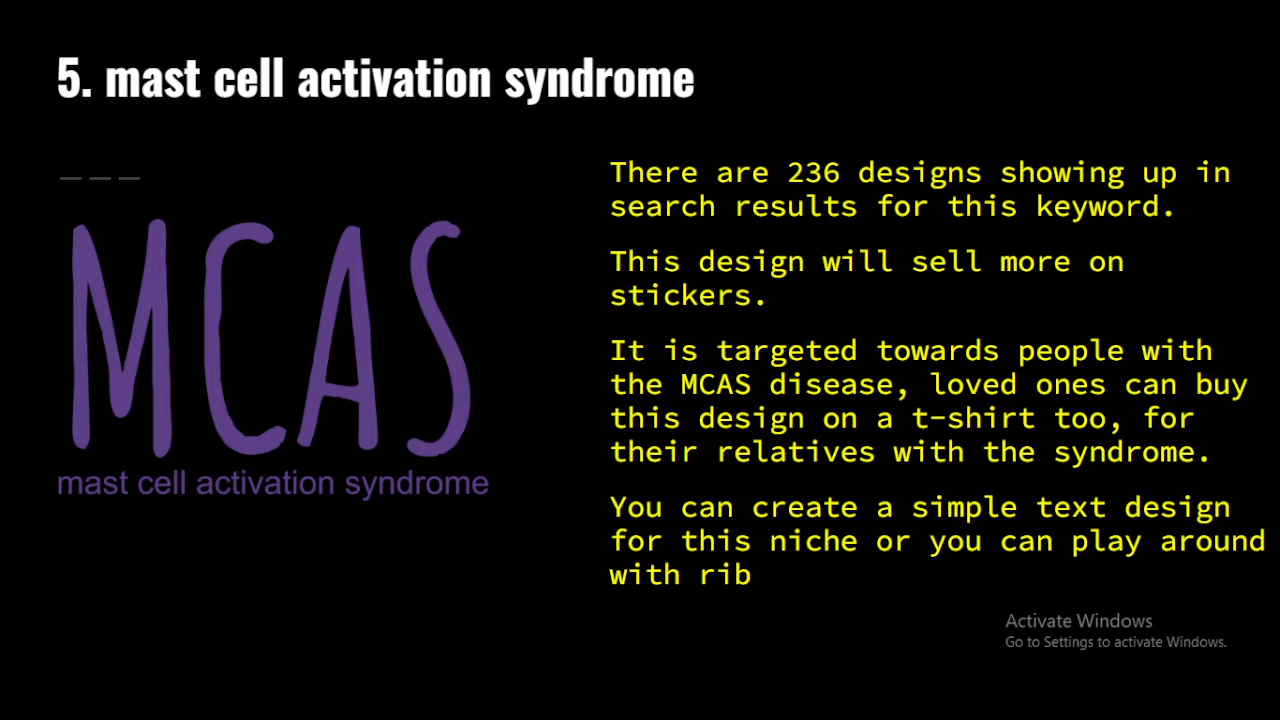 5. mast cell activation syndrome
MCAS
mast cell activation syndrome
There are 236 designs showing up in
search results for this keyword.
This design will sell more on
stickers.
It is targeted towards people with
the MCAS disease, loved ones can buy
this design on a t-shirt too, for
their relatives with the syndrome.
You can create a simple text design
for this niche or you can play around
with rib
Activate Windows
Go to Settings to activate Windows.